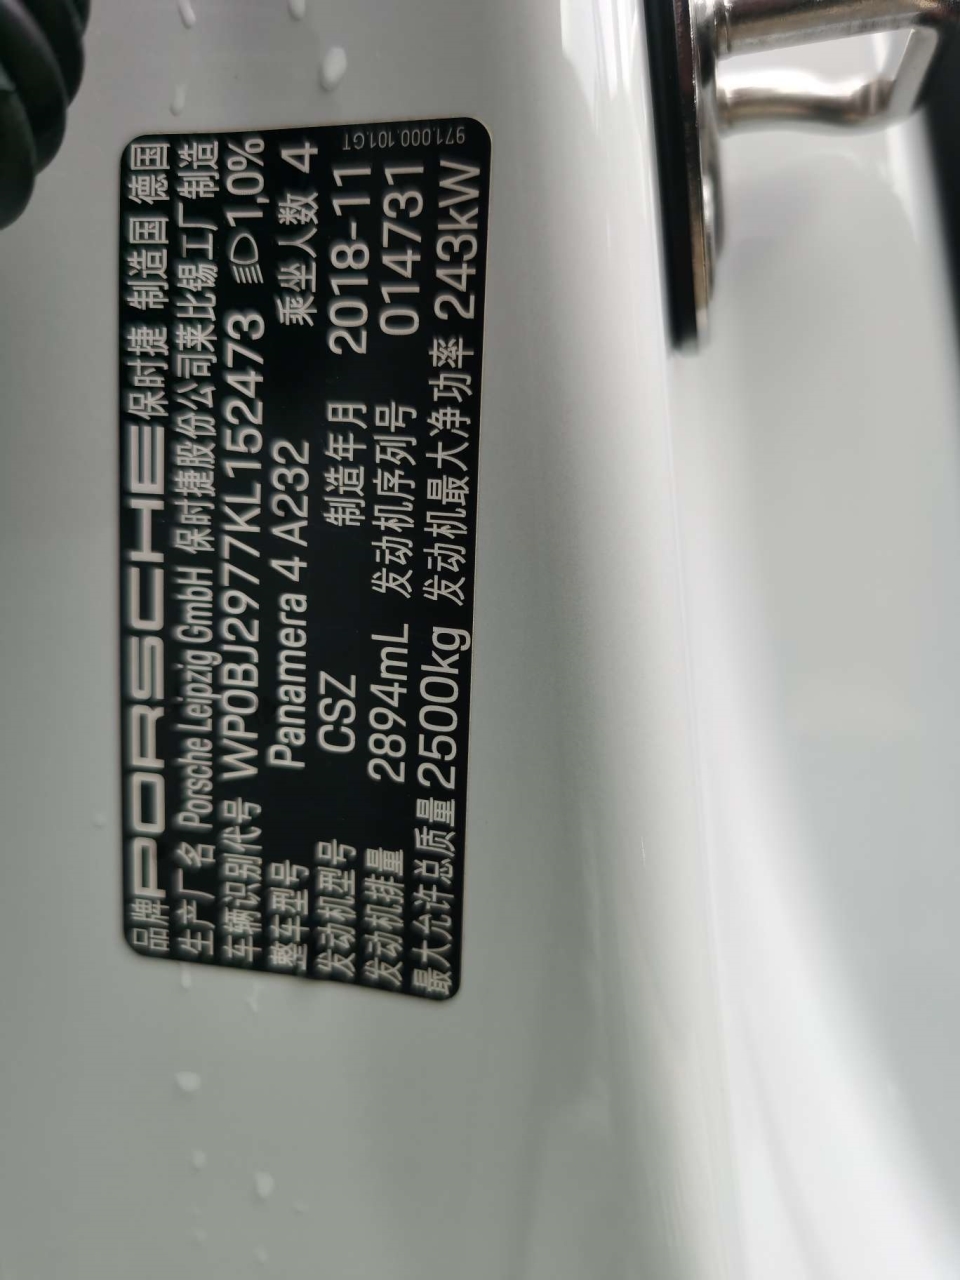 品牌 PORSCHE 保时捷 制造国 德国
生产厂名 Porsche Leipzig GmbH 保时捷股份公司莱比锡工厂制造
车辆识别代号 WP0BJ2977KL152473 1,0%
整车型号 Panamera 4 A232 乘坐人数 4
发动机型号 CSZ 制造年月 2018-11
发动机排量 2894mL 发动机序列号 014731
最大允许总质量 2500kg 发动机最大净功率 243kW
971.000.101.GT